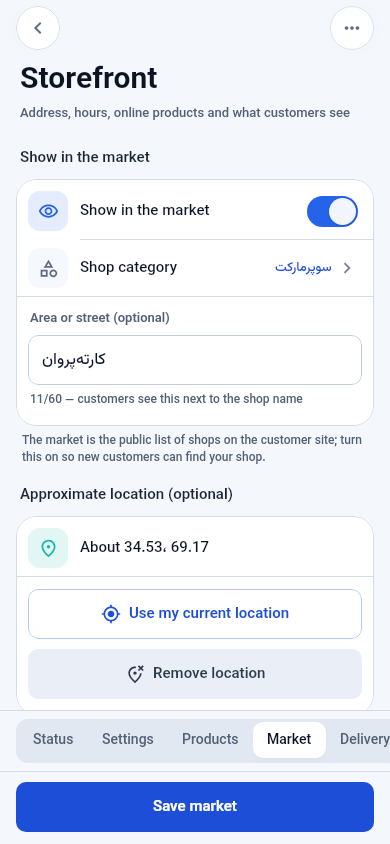 Storefront
Address, hours, online products and what customers see
Show in the market
Show in the market
Shop category
سوپرمارکت
Area or street (optional)
کارته‌پروان
11/60 — customers see this next to the shop name
The market is the public list of shops on the customer site; turn
this on so new customers can find your shop.
Approximate location (optional)
About 34.53، 69.17
Use my current location
Remove location
Status Settings Products Market Delivery
Save market